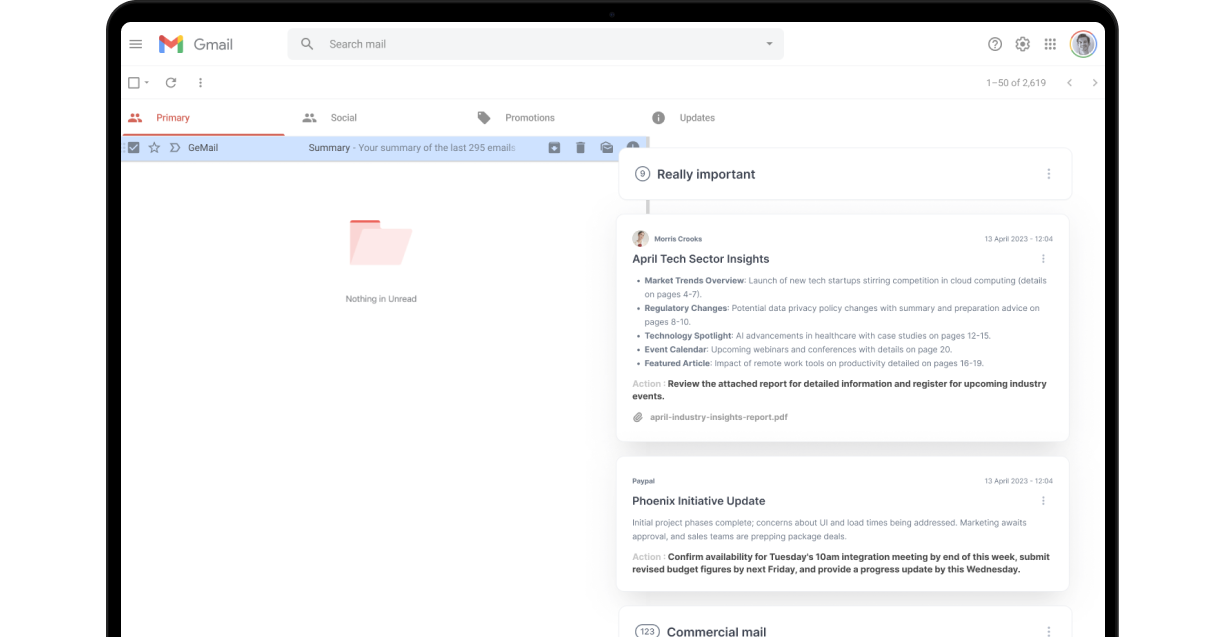 Gmail
Search mail
1–50 of 2,619
Primary
Social
Promotions
Updates
GeMail
Summary - Your summary of the last 295 emails
Nothing in Unread
9 Really important
Morris Crooks
13 April 2023 - 12:04
April Tech Sector Insights
• Market Trends Overview: Launch of new tech startups stirring competition in cloud computing (details
on pages 4-7).
• Regulatory Changes: Potential data privacy policy changes with summary and preparation advice on
pages 8-10.
• Technology Spotlight: AI advancements in healthcare with case studies on pages 12-15.
• Event Calendar: Upcoming webinars and conferences with details on page 20.
• Featured Article: Impact of remote work tools on productivity detailed on pages 16-19.
Action : Review the attached report for detailed information and register for upcoming industry
events.
april-industry-insights-report.pdf
Paypal
13 April 2023 - 12:04
Phoenix Initiative Update
Initial project phases complete; concerns about UI and load times being addressed. Marketing awaits
approval, and sales teams are prepping package deals.
Action : Confirm availability for Tuesday's 10am integration meeting by end of this week, submit
revised budget figures by next Friday, and provide a progress update by this Wednesday.
123 Commercial mail